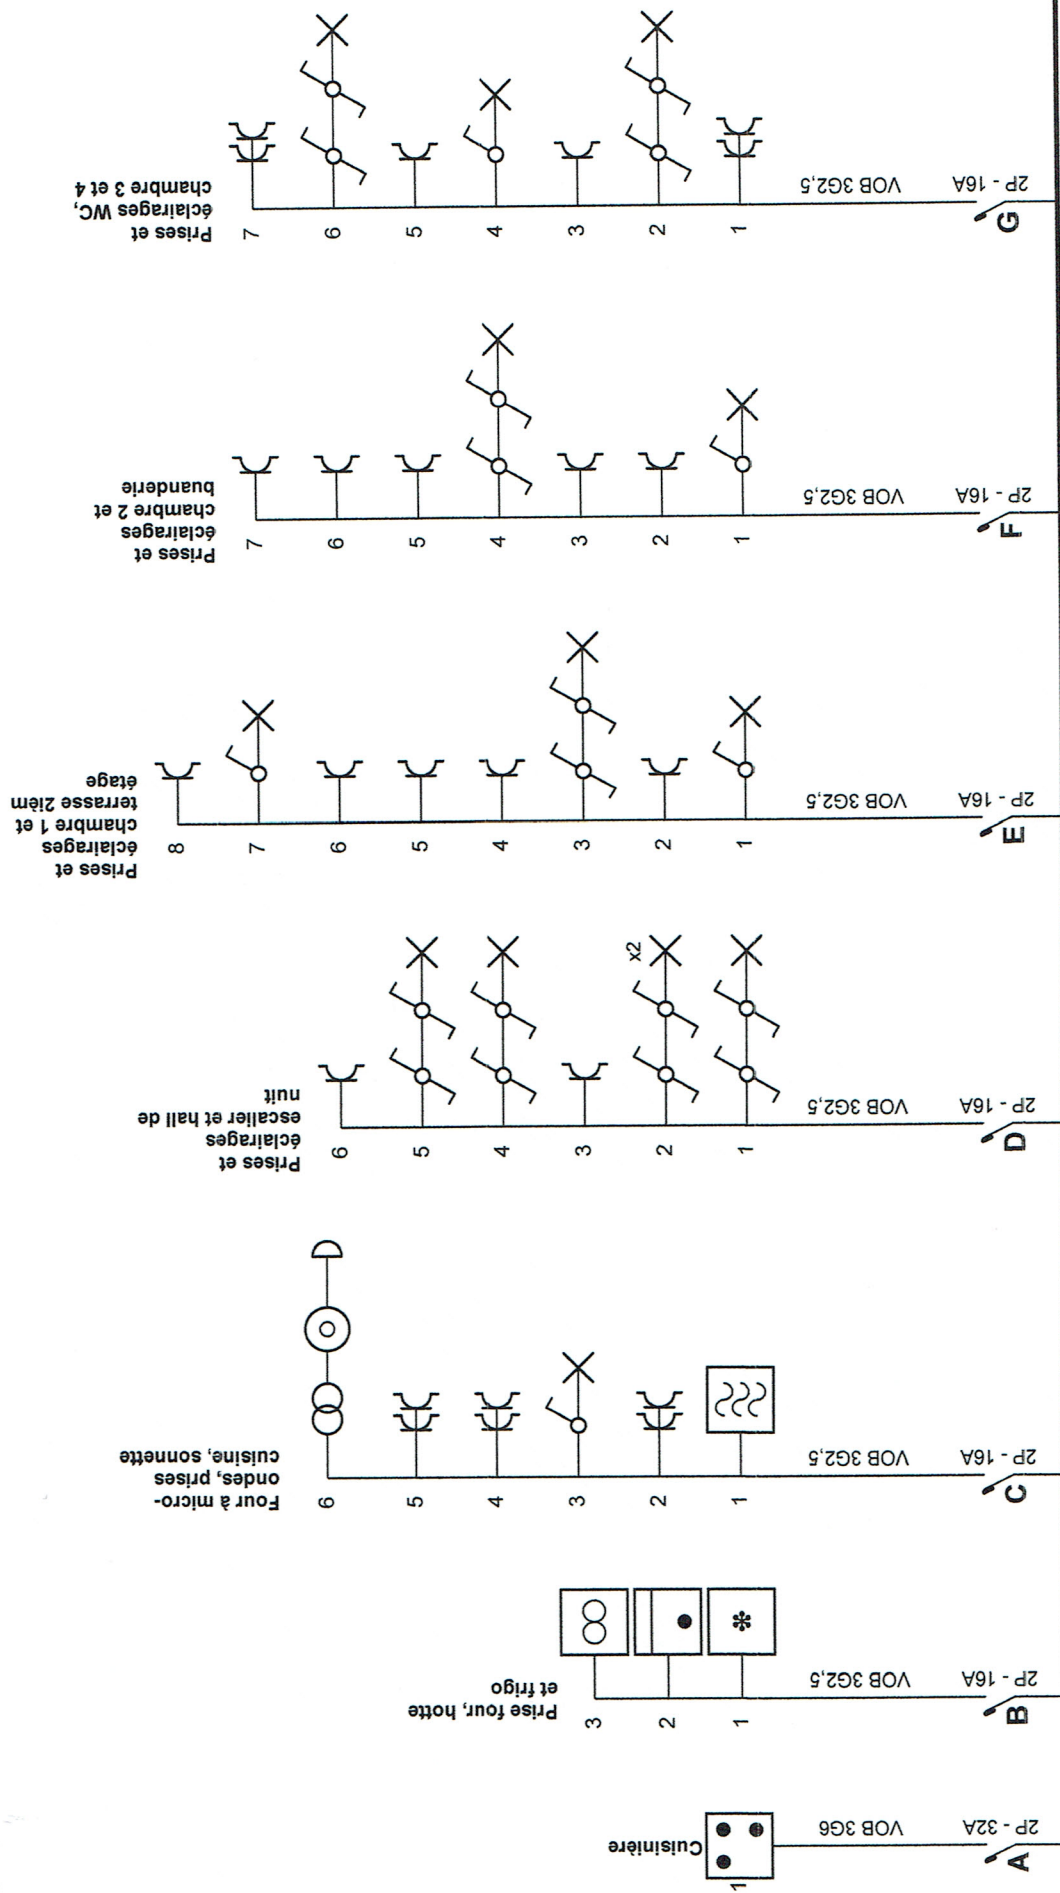 Cuisinière
1
VOB 3G6
2P - 32A
A
Prise four, hotte
et frigo
3
2
1
VOB 3G2,5
2P - 16A
B
Four à micro-
ondes, prises
cuisine, sonnette
6
5
4
3
2
1
VOB 3G2,5
2P - 16A
C
Prises et
éclairages
escalier et hall de
nuit
6
5
4
3
2
x2
1
VOB 3G2,5
2P - 16A
D
Prises et
éclairages
chambre 1 et
terrasse 2ièm
étage
8
7
6
5
4
3
2
1
VOB 3G2,5
2P - 16A
E
Prises et
éclairages
chambre 2 et
buanderie
7
6
5
4
3
2
1
VOB 3G2,5
2P - 16A
F
Prises et
éclairages WC,
chambre 3 et 4
7
6
5
4
3
2
1
VOB 3G2,5
2P - 16A
G